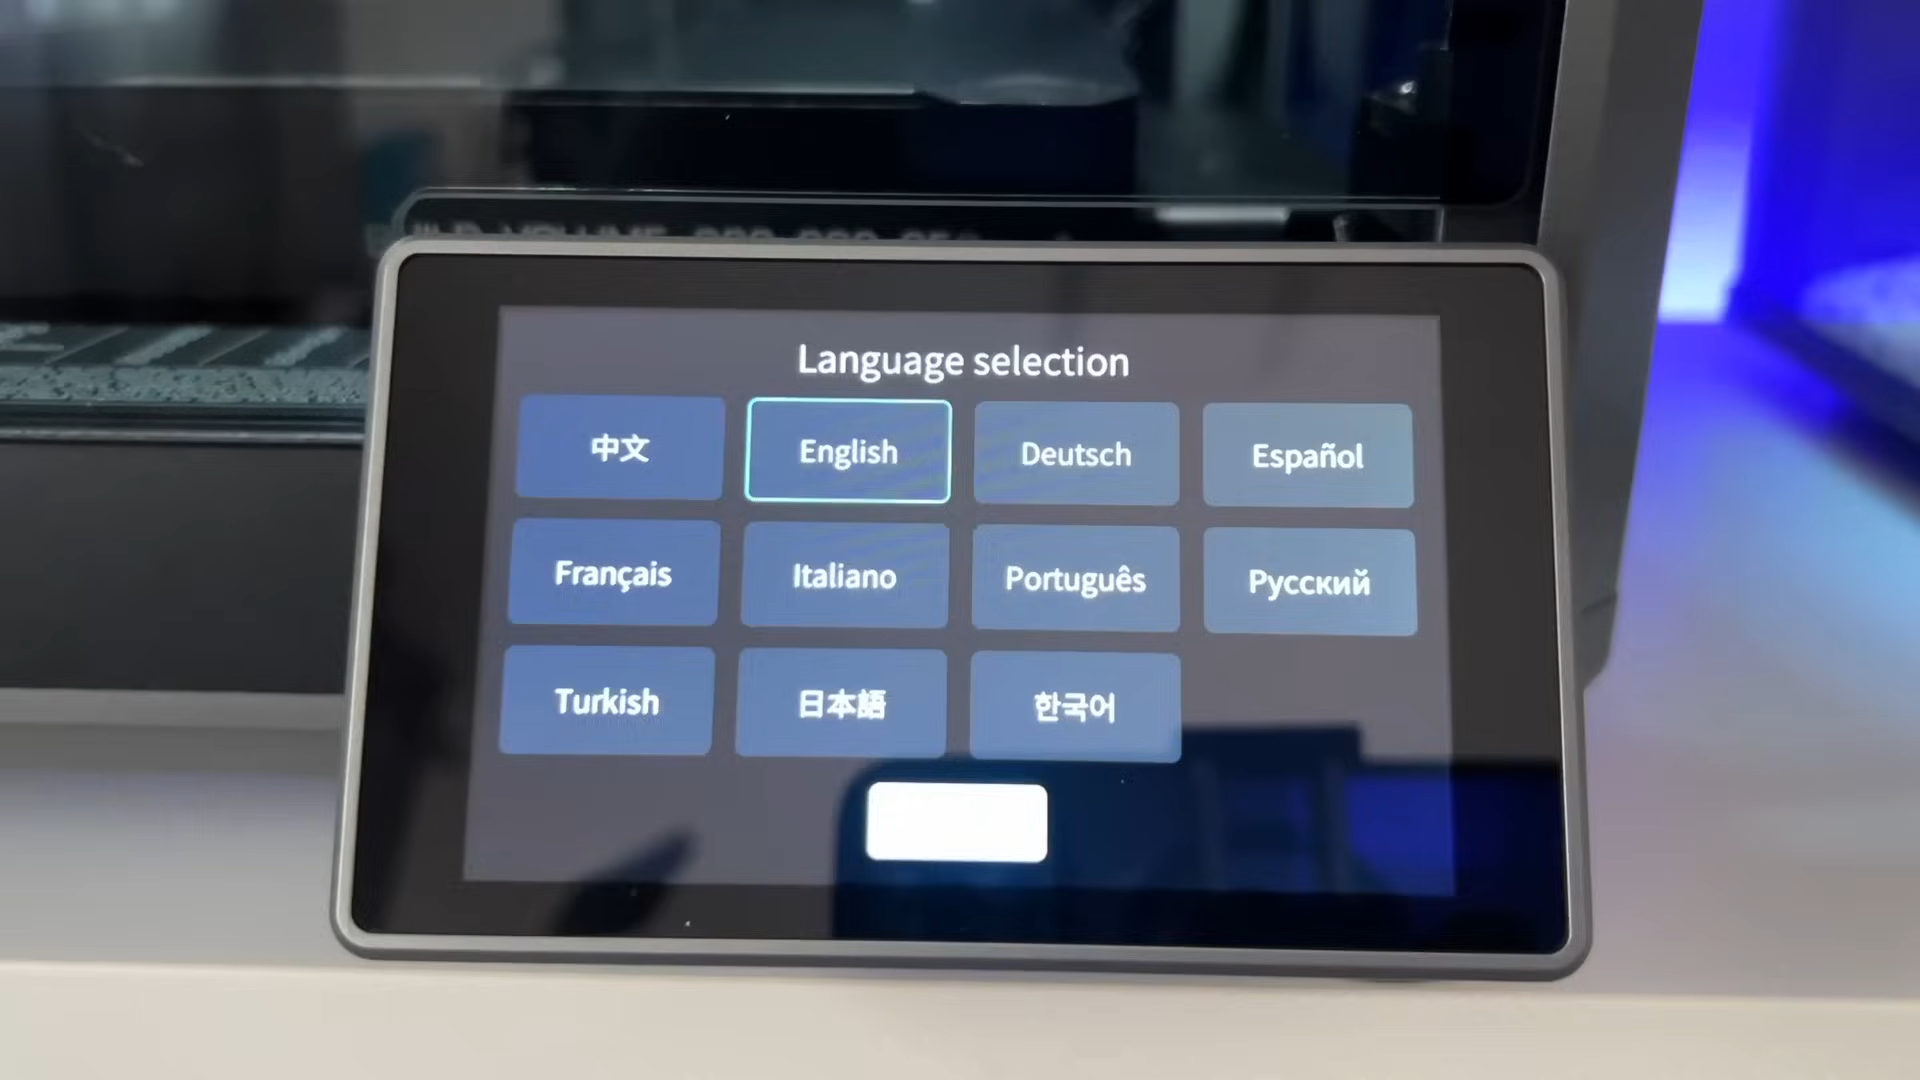 Language selection
中文 English Deutsch Español
Français Italiano Português Русский
Turkish 日本語 한국어